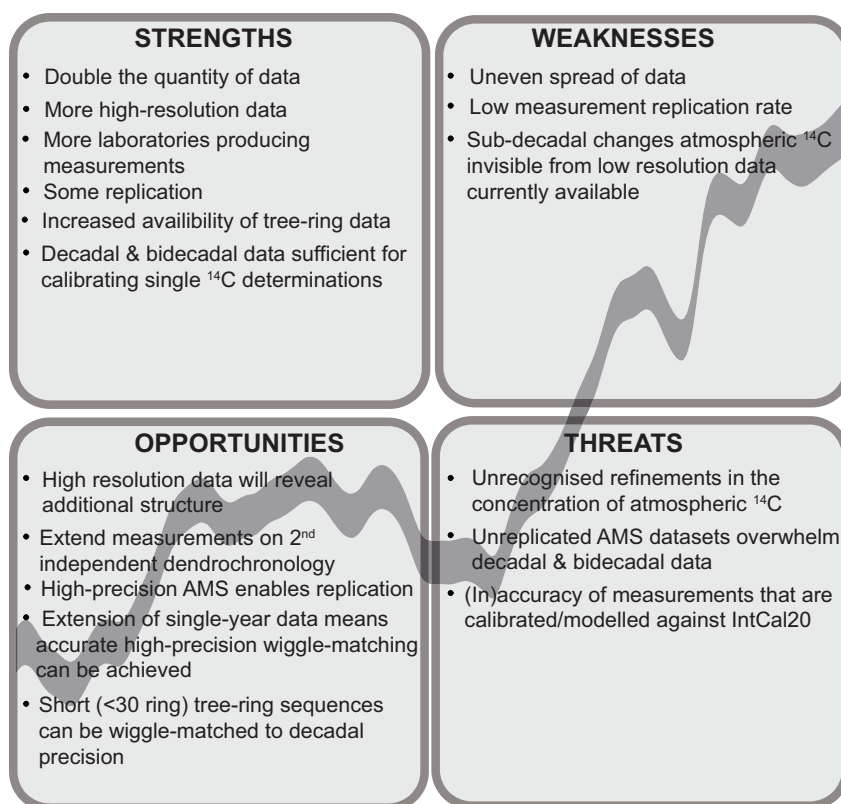 STRENGTHS
• Double the quantity of data
• More high-resolution data
• More laboratories producing
measurements
• Some replication
• Increased availibility of tree-ring data
• Decadal & bidecadal data sufficient for
calibrating single ¹⁴C determinations
WEAKNESSES
• Uneven spread of data
• Low measurement replication rate
• Sub-decadal changes atmospheric ¹⁴C
invisible from low resolution data
currently available
OPPORTUNITIES
• High resolution data will reveal
additional structure
• Extend measurements on 2ⁿᵈ
independent dendrochronology
• High-precision AMS enables replication
• Extension of single-year data means
accurate high-precision wiggle-matching
can be achieved
• Short (<30 ring) tree-ring sequences
can be wiggle-matched to decadal
precision
THREATS
• Unrecognised refinements in the
concentration of atmospheric ¹⁴C
• Unreplicated AMS datasets overwhelm
decadal & bidecadal data
• (In)accuracy of measurements that are
calibrated/modelled against IntCal20